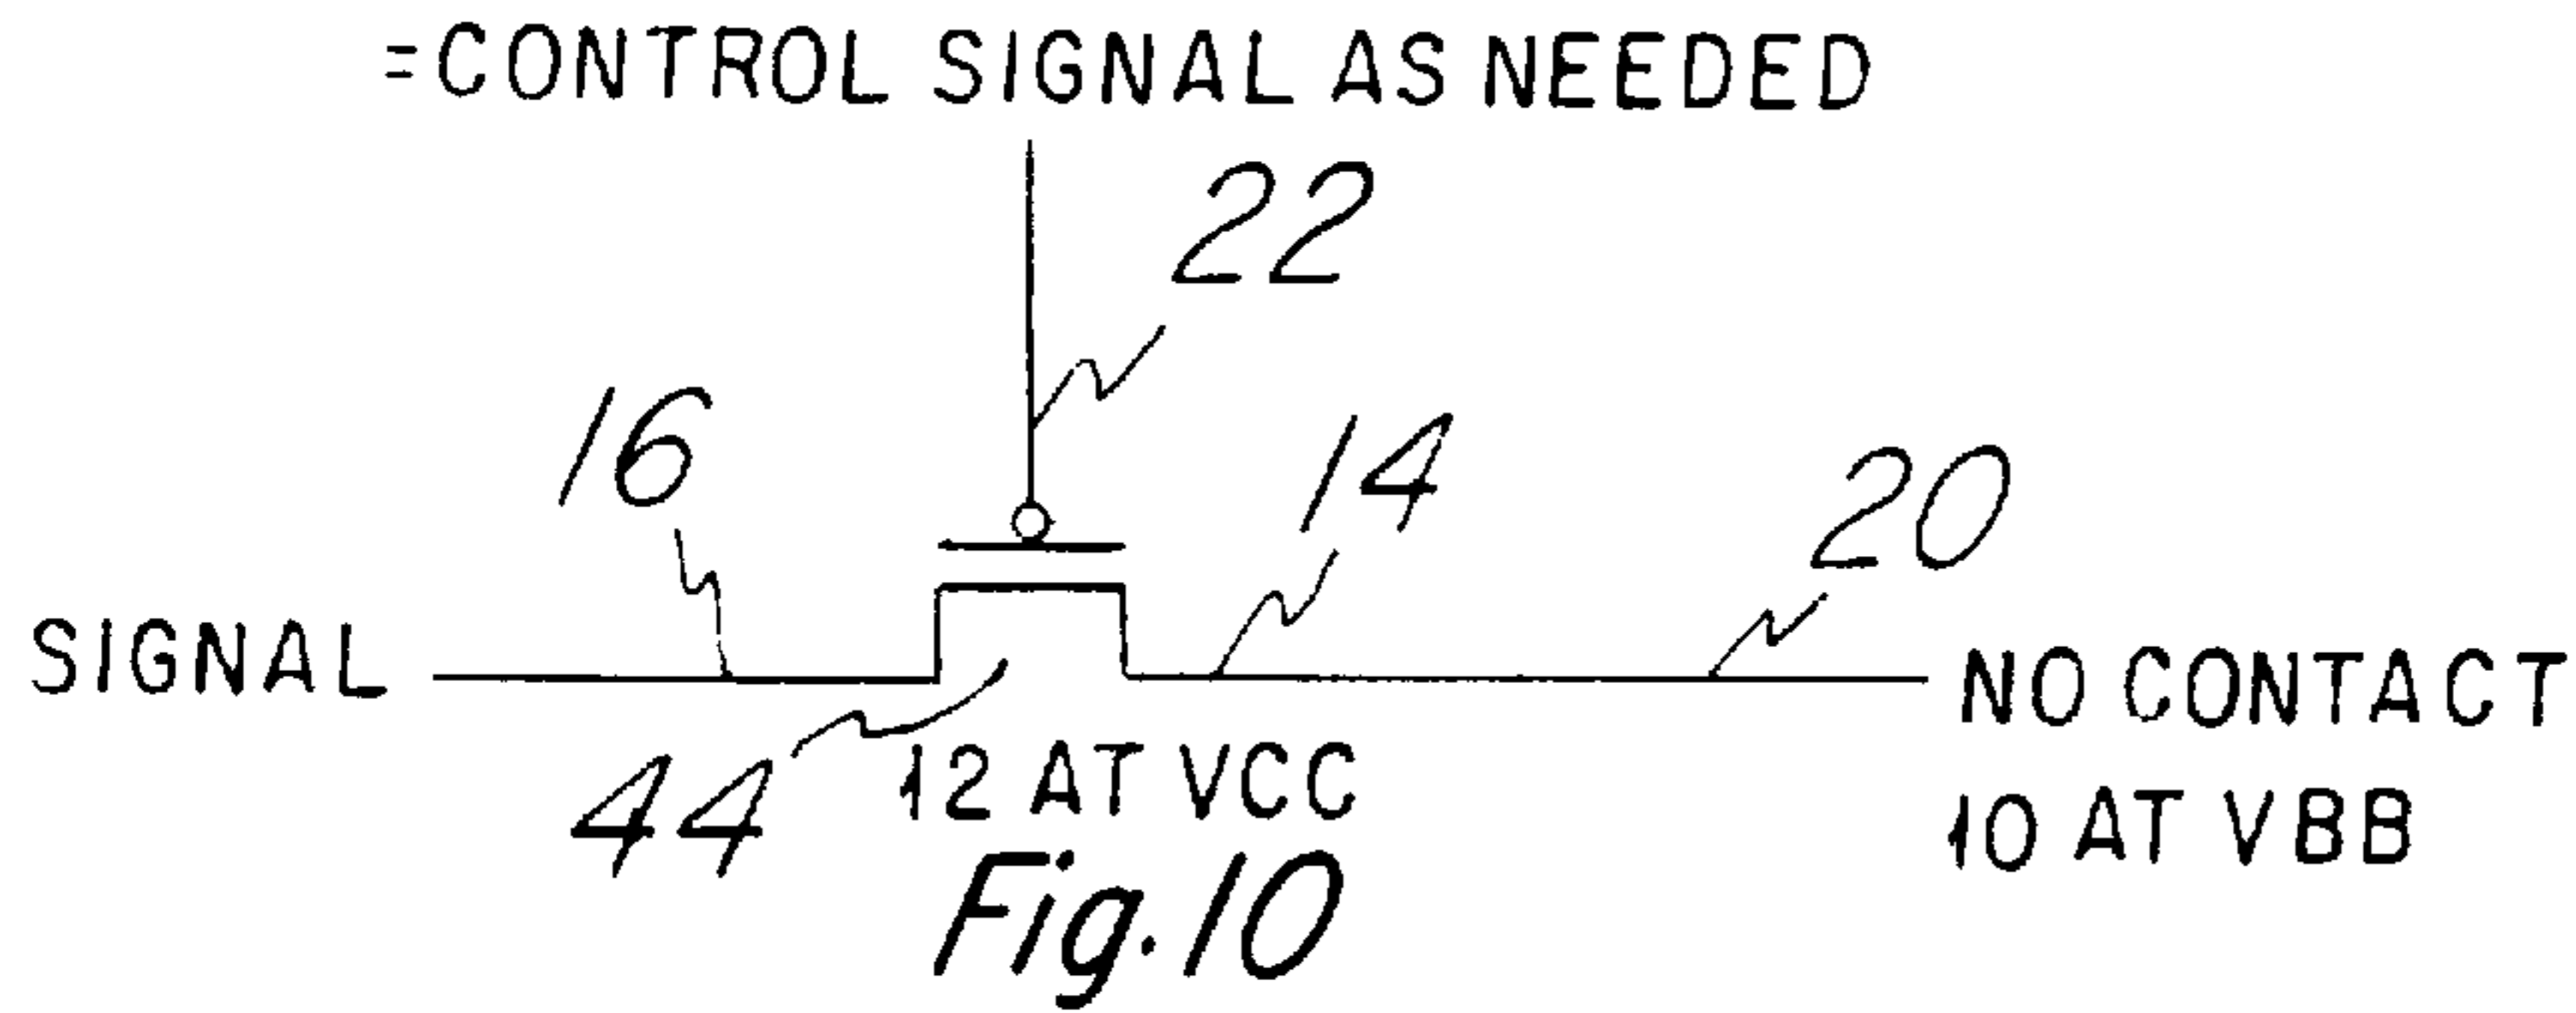 =CONTROL SIGNAL AS NEEDED
22
16
14
20
SIGNAL
NO CONTACT
44
12 AT VCC
10 AT VBB
Fig. 10